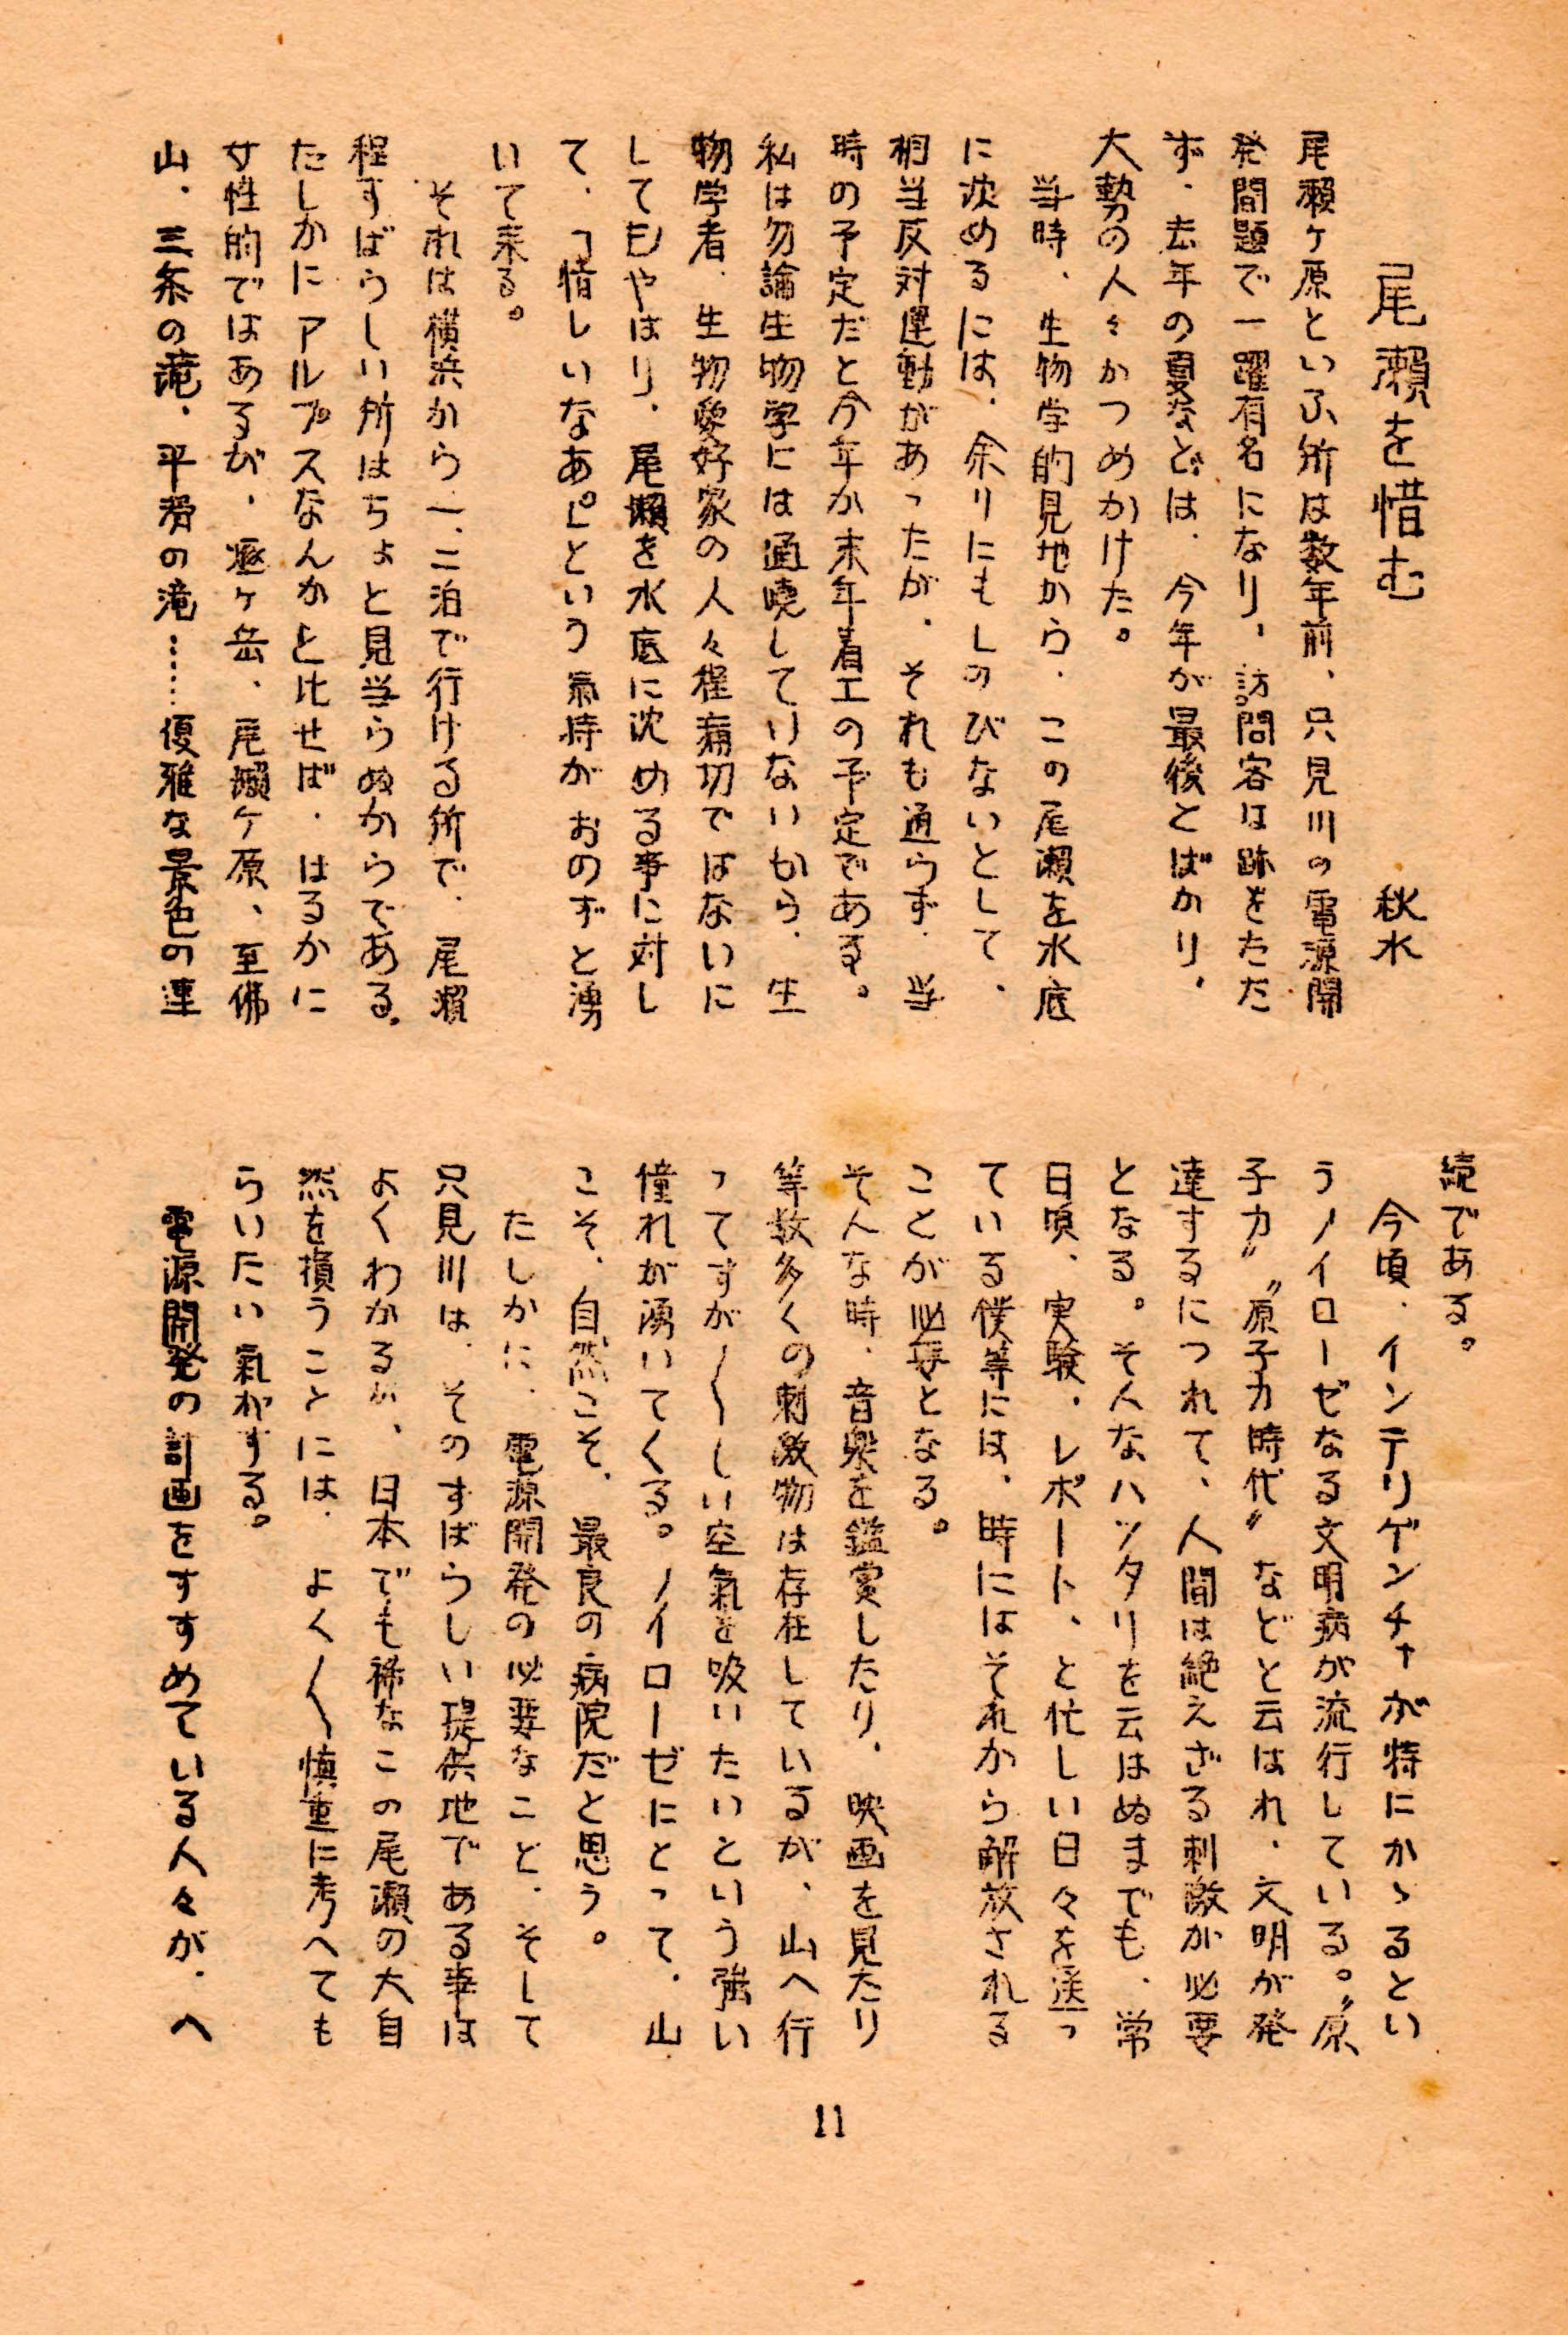 尾瀬を惜む
秋水
尾瀬ヶ原といふ所は数年前、只見川の電源開
発問題で一躍有名になり、訪問客は跡をたた
ず、去年の夏などは、今年が最後とばかり、
大勢の人々がつめかけた。
当時、生物学的見地から、この尾瀬を水底
に沈めるには、余りにもしのびないとして、
相当反対運動があったが、それも通らず、当
時の予定だと今年か末年着工の予定である。
私は勿論生物学には通暁していないから、生
物学者、生物愛好家の人々程痛切ではないに
してもやはり、尾瀬を水底に沈める事に対し
て、「惜しいなあ。」という氣持がおのずと湧
いて来る。
それは横浜から一、二泊で行ける所で、尾瀬
程すばらしい所はちょと見当らぬからである。
たしかにアルプスなんかと比せば、はるかに
女性的ではあるが、燧ヶ岳、尾瀬ヶ原、至佛
山、三条の滝、平滑の滝……優雅な景色の連
続である。
今頃、インテリゲンチャが特にかゝるとい
うノイローゼなる文明病が流行している。〝原
子力〟〝原子力時代〟などと云はれ、文明が発
達するにつれて、人間は絶えざる刺激が必要
となる。そんなハッタリを云はぬまでも、常
日頃、実験、レポート、と忙しい日々を送っ
ている僕等には、時にはそれから解放される
ことが必要となる。
そんな時、音楽を鑑賞したり、映画を見たり
等数多くの刺激物は存在しているが、山へ行
ってすが〱しい空氣を吸いたいという強い
憧れが湧いてくる。ノイローゼにとって、山
こそ、自然こそ、最良の病院だと思う。
たしかに、電源開発の必要なこと、そして
只見川は、そのすばらしい提供地である事は
よくわかるが、日本でも稀なこの尾瀬の大自
然を損うことには、よく〱慎重に考へても
らいたい氣がする。
電源開発の計画をすすめている人々が、へ
11